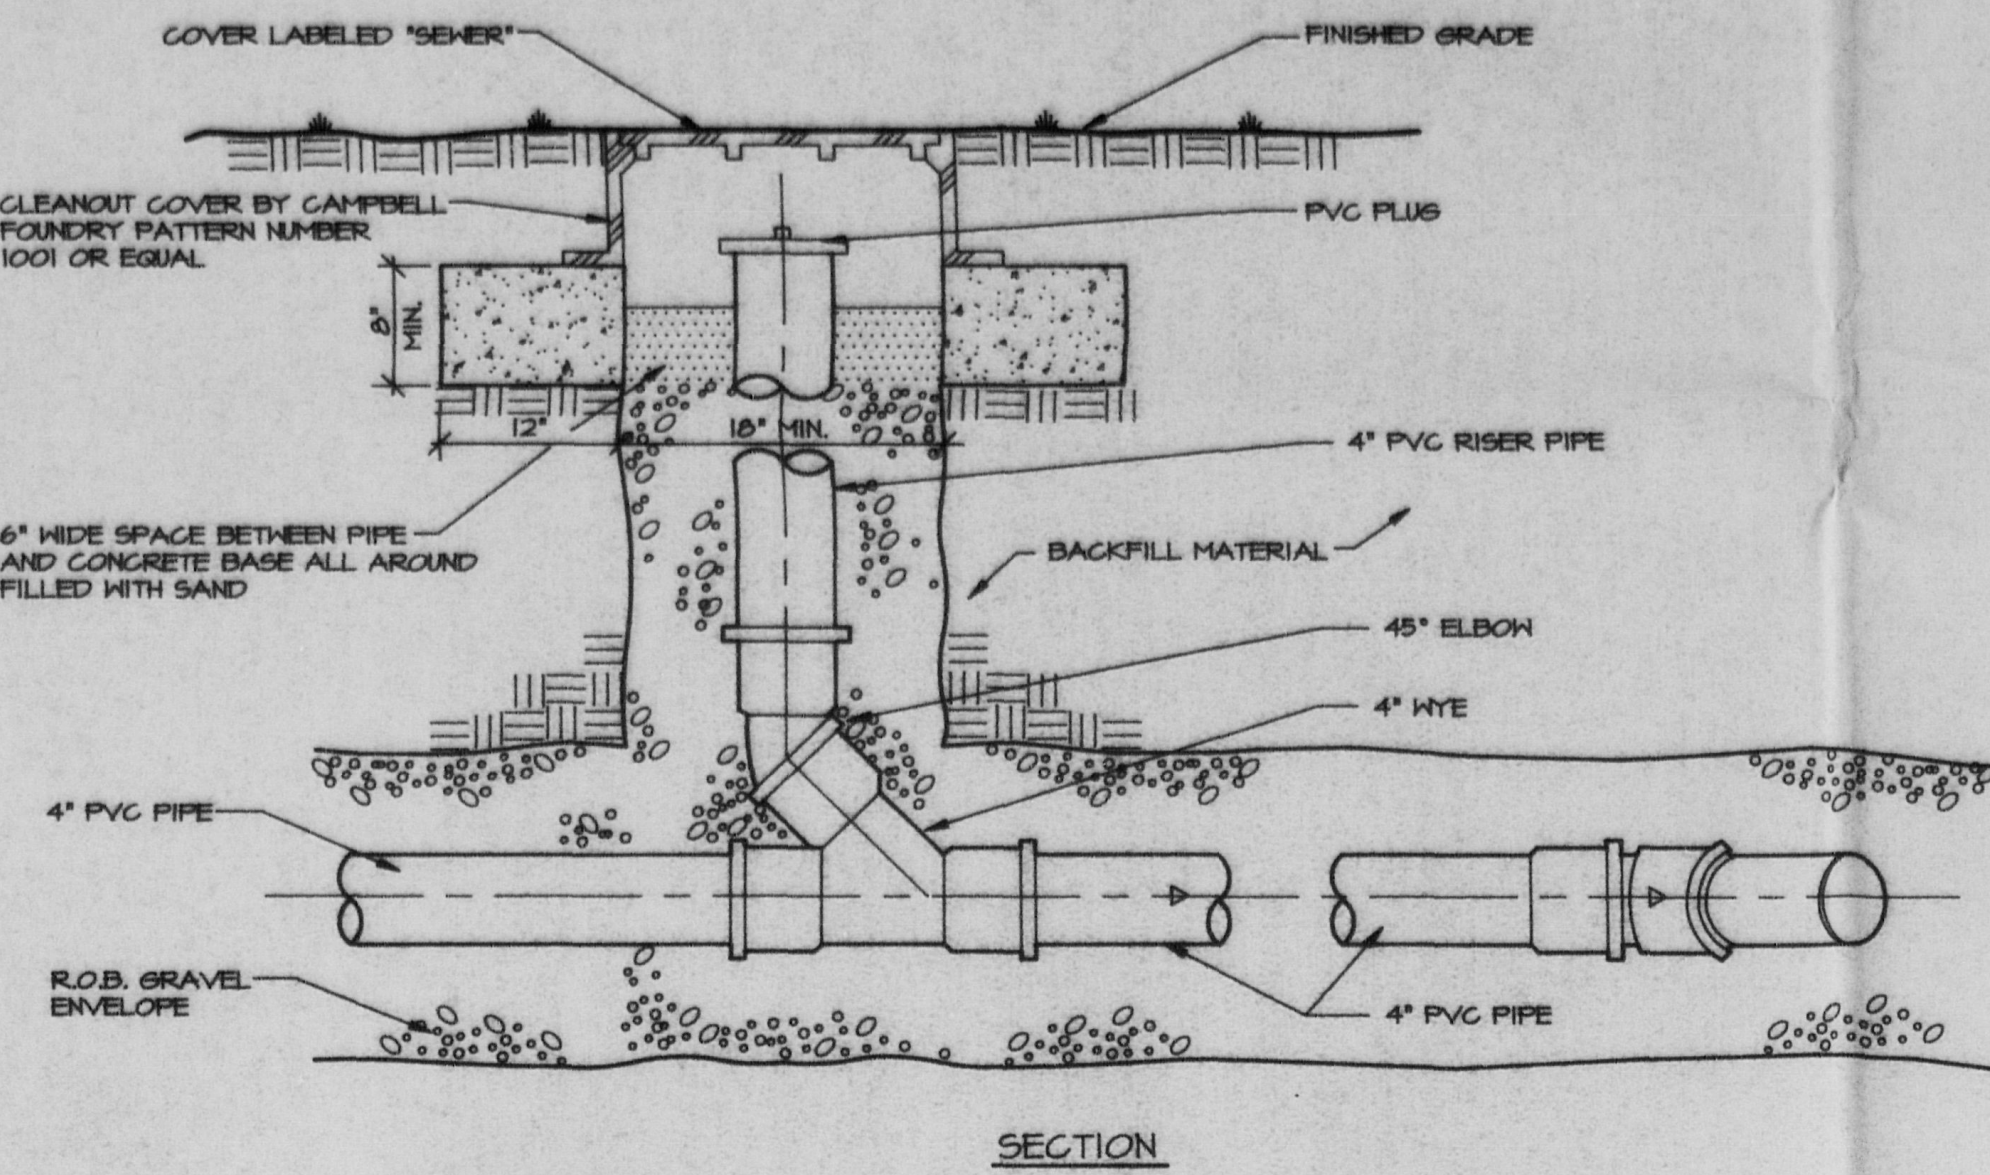 COVER LABELED "SEWER"
FINISHED GRADE
CLEANOUT COVER BY CAMPBELL
FOUNDRY PATTERN NUMBER
1001 OR EQUAL
PVC PLUG
8"
MIN.
12"
18" MIN.
4" PVC RISER PIPE
6" WIDE SPACE BETWEEN PIPE
AND CONCRETE BASE ALL AROUND
FILLED WITH SAND
BACKFILL MATERIAL
45° ELBOW
4" WYE
4" PVC PIPE
R.O.B. GRAVEL
ENVELOPE
4" PVC PIPE
SECTION